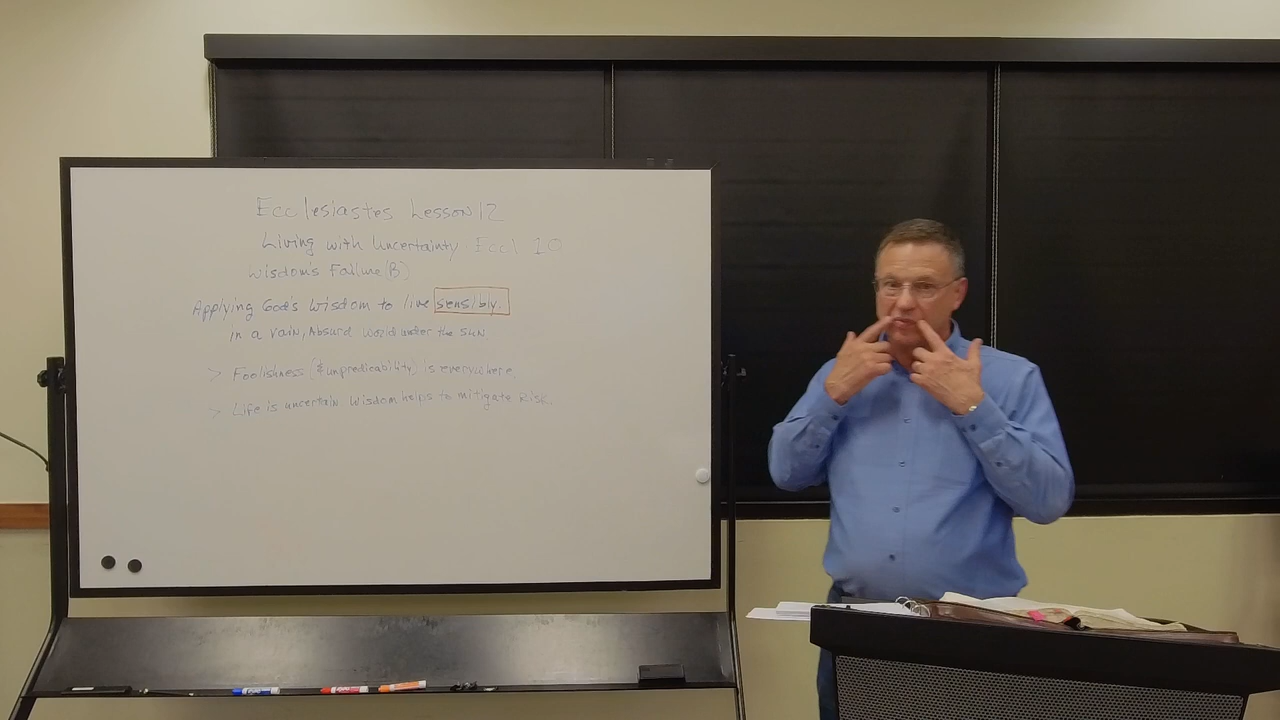 Ecclesiastes Lesson 12
Living with Uncertainty Eccl 10
Wisdom's Failure (B)
Applying God's Wisdom to live sensibly.
in a vain, Absurd World under the SUN
> Foolishness (& unpredicability) is everywhere.
> Life is uncertain Wisdom helps to mitigate Risk.